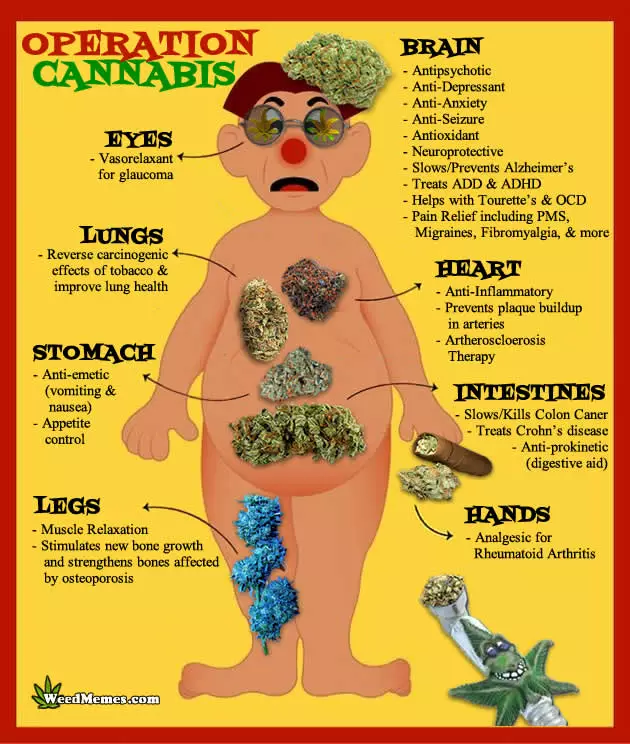 OPERATION
CANNABIS
BRAIN
- Antipsychotic
- Anti-Depressant
- Anti-Anxiety
- Anti-Seizure
- Antioxidant
- Neuroprotective
- Slows/Prevents Alzheimer's
- Treats ADD & ADHD
- Helps with Tourette's & OCD
- Pain Relief including PMS,
Migraines, Fibromyalgia, & more
EYES
- Vasorelaxant
for glaucoma
LUNGS
- Reverse carcinogenic
effects of tobacco &
improve lung health
HEART
- Anti-Inflammatory
- Prevents plaque buildup
in arteries
- Artheroscloerosis
Therapy
STOMACH
- Anti-emetic
(vomiting &
nausea)
- Appetite
control
INTESTINES
- Slows/Kills Colon Caner
- Treats Crohn's disease
- Anti-prokinetic
(digestive aid)
LEGS
- Muscle Relaxation
- Stimulates new bone growth
and strengthens bones affected
by osteoporosis
HANDS
- Analgesic for
Rheumatoid Arthritis
WeedMemes.com